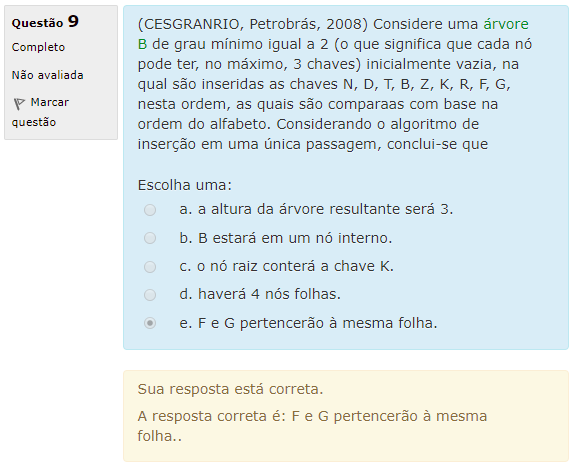 Questão 9
Completo
Não avaliada
Marcar
questão
(CESGRANRIO, Petrobrás, 2008) Considere uma árvore
B de grau mínimo igual a 2 (o que significa que cada nó
pode ter, no máximo, 3 chaves) inicialmente vazia, na
qual são inseridas as chaves N, D, T, B, Z, K, R, F, G,
nesta ordem, as quais são comparaas com base na
ordem do alfabeto. Considerando o algoritmo de
inserção em uma única passagem, conclui-se que
Escolha uma:
a. a altura da árvore resultante será 3.
b. B estará em um nó interno.
c. o nó raiz conterá a chave K.
d. haverá 4 nós folhas.
e. F e G pertencerão à mesma folha.
Sua resposta está correta.
A resposta correta é: F e G pertencerão à mesma
folha..